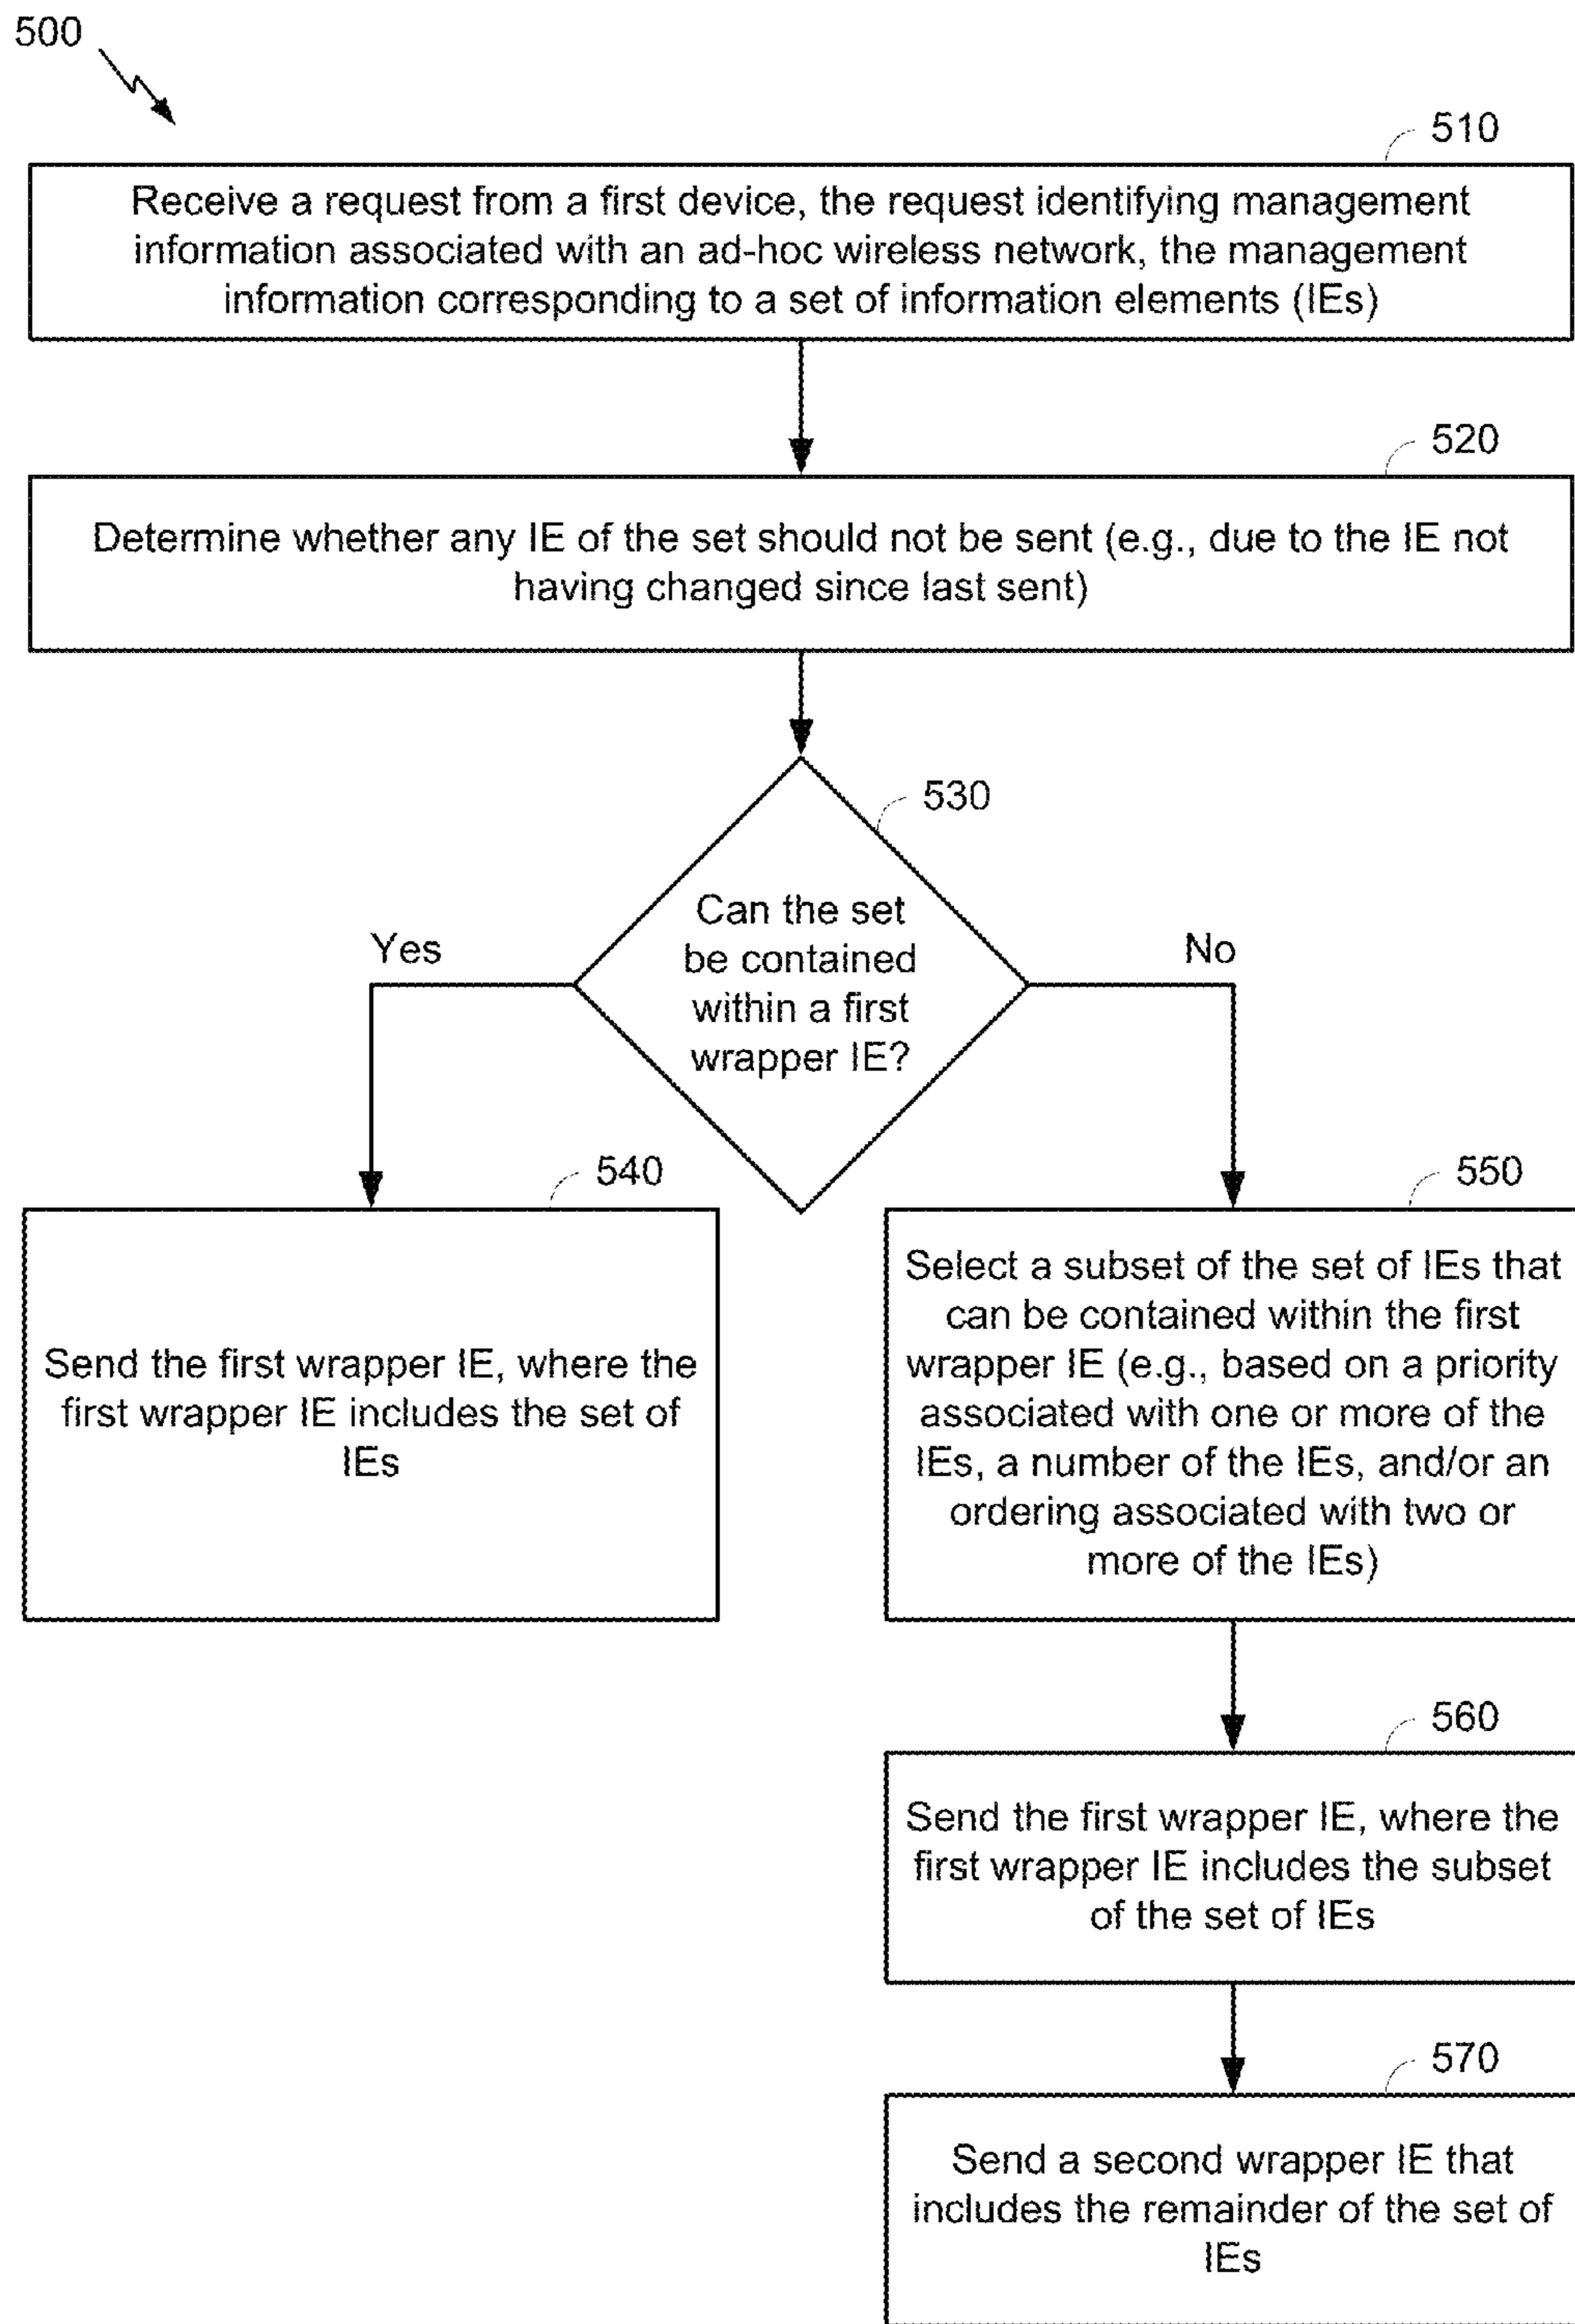 500
510
Receive a request from a first device, the request identifying management
information associated with an ad-hoc wireless network, the management
information corresponding to a set of information elements (IEs)
520
Determine whether any IE of the set should not be sent (e.g., due to the IE not
having changed since last sent)
530
Can the set
be contained
within a first
wrapper IE?
Yes
No
540
Send the first wrapper IE, where the
first wrapper IE includes the set of
IEs
550
Select a subset of the set of IEs that
can be contained within the first
wrapper IE (e.g., based on a priority
associated with one or more of the
IEs, a number of the IEs, and/or an
ordering associated with two or
more of the IEs)
560
Send the first wrapper IE, where the
first wrapper IE includes the subset
of the set of IEs
570
Send a second wrapper IE that
includes the remainder of the set of
IEs